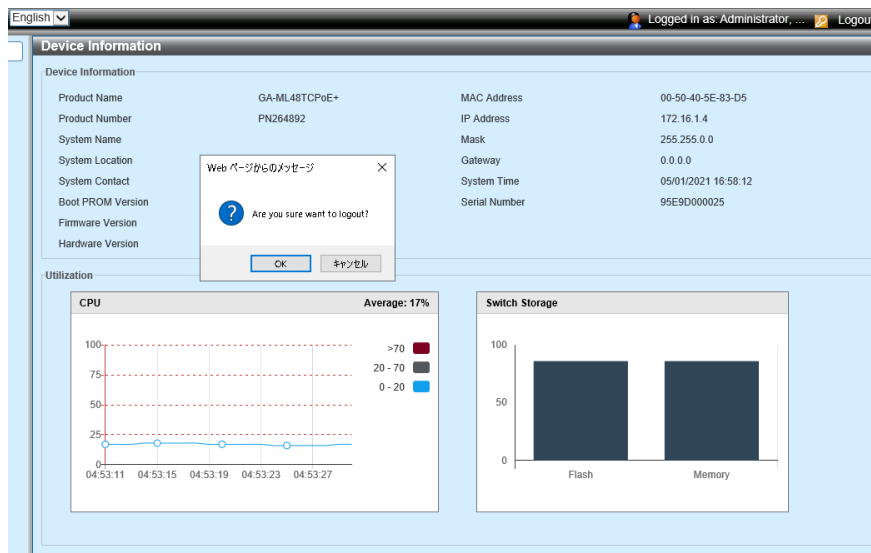 English
Logged in as: Administrator, ...
Logou
Device Information
Device Information
Product Name GA-ML48TCPoE+ MAC Address 00-50-40-5E-83-D5
Product Number PN264892 IP Address 172.16.1.4
System Name Mask 255.255.0.0
System Location Gateway 0.0.0.0
System Contact System Time 05/01/2021 16:58:12
Boot PROM Version Serial Number 95E9D000025
Firmware Version
Hardware Version
Web ページからのメッセージ
Are you sure want to logout?
OK キャンセル
Utilization
CPU Average: 17%
100
75
50
25
0
04:53:11 04:53:15 04:53:19 04:53:23 04:53:27
>70
20 - 70
0 - 20
Switch Storage
100
50
0
Flash Memory